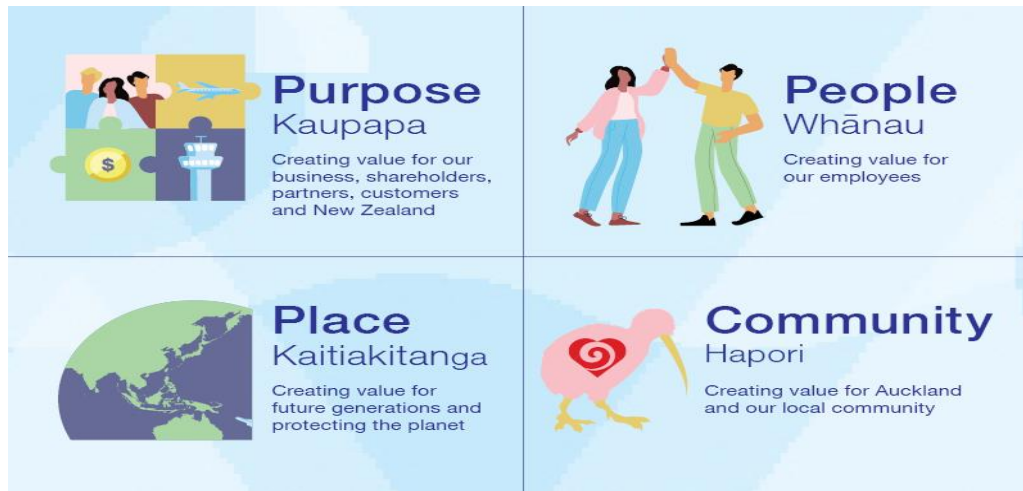 Purpose
Kaupapa
Creating value for our
business, shareholders,
partners, customers
and New Zealand
$
People
Whānau
Creating value for
our employees
Place
Kaitiakitanga
Creating value for
future generations and
protecting the planet
Community
Hapori
Creating value for Auckland
and our local community